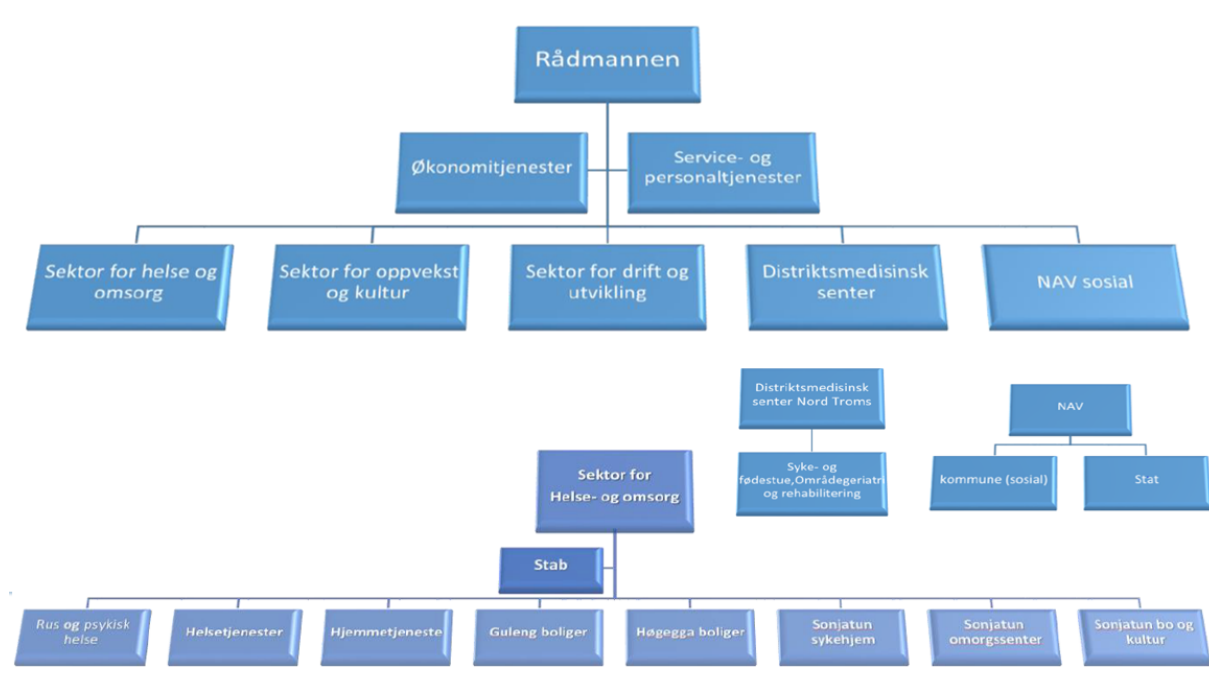 Rådmannen
Økonomitjenester
Service- og
personaltjenester
Sektor for helse og
omsorg
Sektor for oppvekst
og kultur
Sektor for drift og
utvikling
Distriktsmedisinsk
senter
NAV sosial
Distriktsmedisinsk
senter Nord Troms
Syke- og
fødestue,Områdegeriatri
og rehabilitering
NAV
kommune (sosial)
Stat
Sektor for
Helse- og omsorg
Stab
Rus og psykisk
helse
Helsetjenester
Hjemmetjeneste
Guleng boliger
Høgegga boliger
Sonjatun
sykehjem
Sonjatun
omorgssenter
Sonjatun bo og
kultur